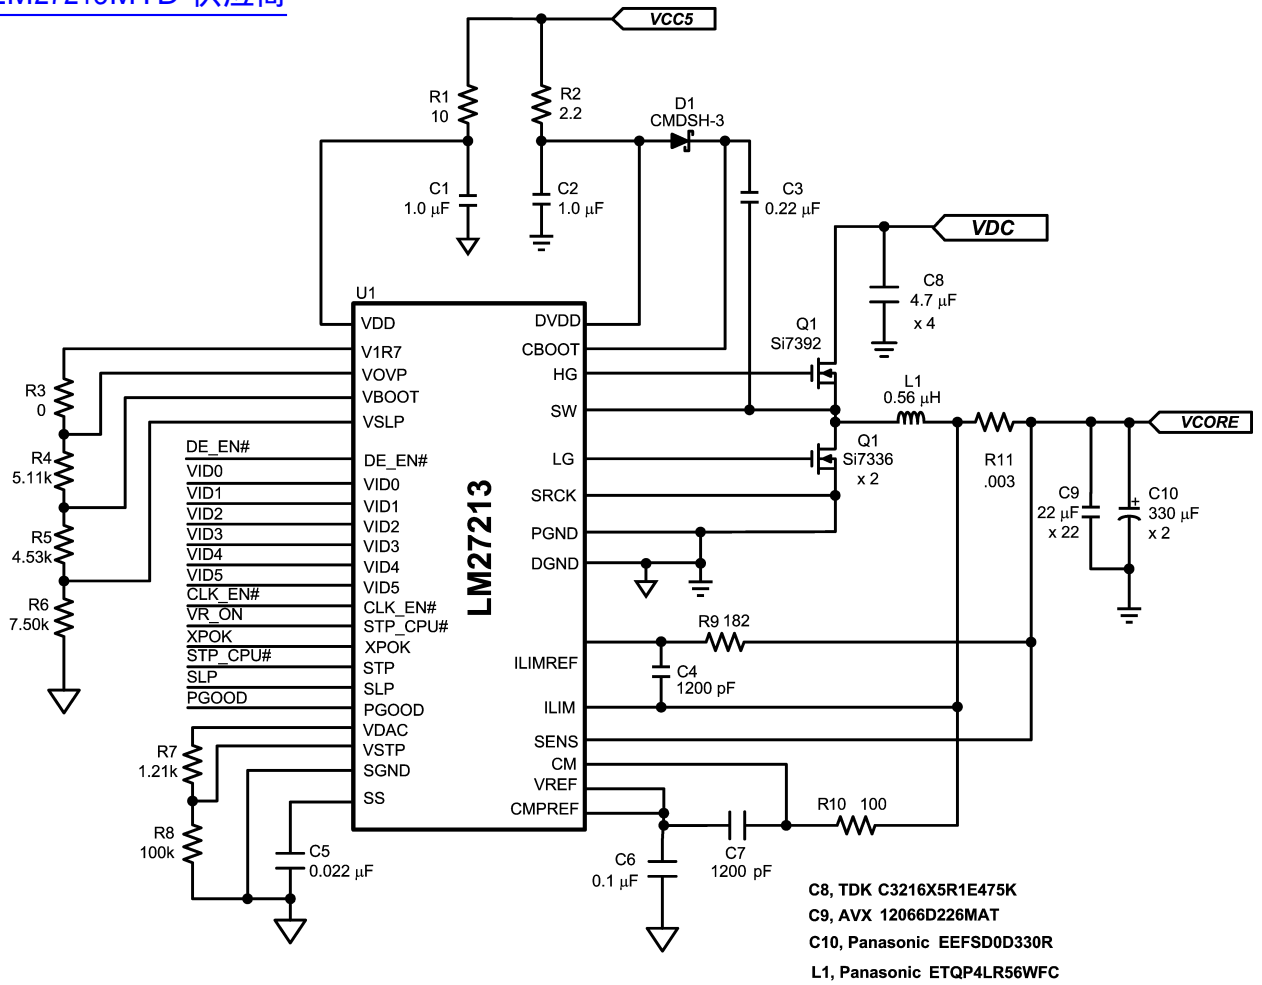 LM27213MTD 供应商
VCC5
R1
10
R2
2.2
D1
CMDSH-3
C1
1.0 µF
C2
1.0 µF
C3
0.22 µF
VDC
C8
4.7 µF
x 4
U1
Q1
Si7392
VDD
V1R7
VOVP
VBOOT
VSLP
DE_EN#
VID0
VID1
VID2
VID3
VID4
VID5
CLK_EN#
STP_CPU#
XPOK
STP
SLP
PGOOD
VDAC
VSTP
SGND
SS
LM27213
DVDD
CBOOT
HG
SW
LG
SRCK
PGND
DGND
ILIMREF
ILIM
SENS
CM
VREF
CMPREF
R3
0
R4
5.11k
R5
4.53k
R6
7.50k
DE_EN#
VID0
VID1
VID2
VID3
VID4
VID5
CLK_EN#
VR_ON
XPOK
STP_CPU#
SLP
PGOOD
R7
1.21k
R8
100k
C5
0.022 µF
L1
0.56 µH
VCORE
Q1
Si7336
x 2
R11
.003
C9
22 µF
x 22
+
C10
330 µF
x 2
R9 182
C4
1200 pF
R10 100
C6
0.1 µF
C7
1200 pF
C8, TDK C3216X5R1E475K
C9, AVX 12066D226MAT
C10, Panasonic EEFSD0D330R
L1, Panasonic ETQP4LR56WFC